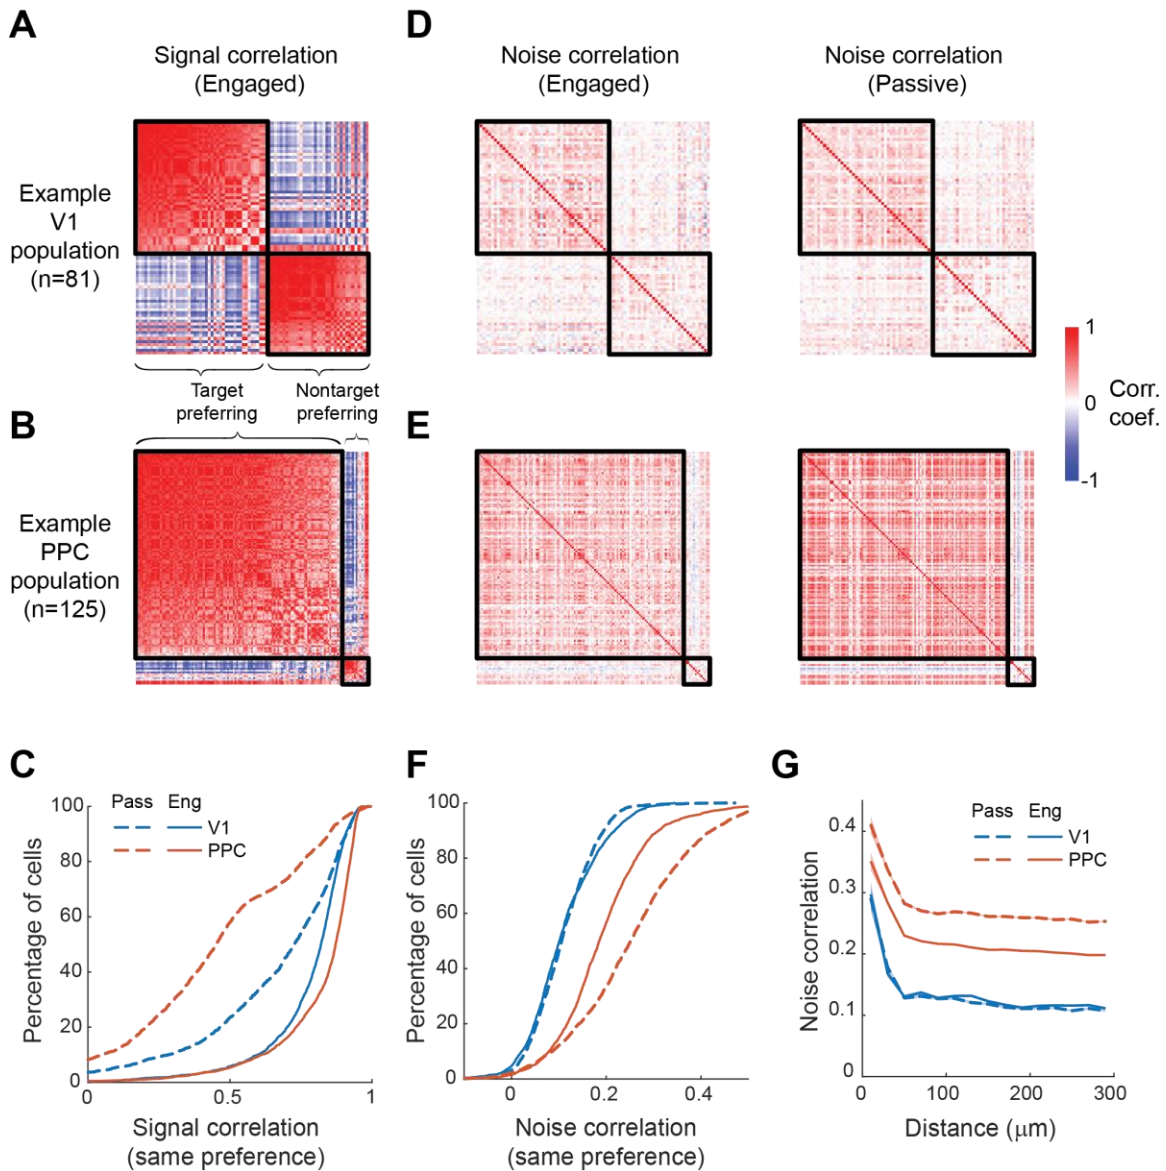 A
Signal correlation
(Engaged)
D
Noise correlation
(Engaged)
Noise correlation
(Passive)
Example
V1
population
(n=81)
Target
preferring
Nontarget
preferring
1
0
-1
Corr.
coef.
B
Example
PPC
population
(n=125)
E
C
Pass Eng
V1
PPC
100
80
60
40
20
0
Percentage of cells
0 0.5 1
Signal correlation
(same preference)
F
100
80
60
40
20
0
Percentage of cells
0 0.2 0.4
Noise correlation
(same preference)
G
Pass Eng
V1
PPC
0.4
0.3
0.2
0.1
0
Noise correlation
0 100 200 300
Distance (μm)